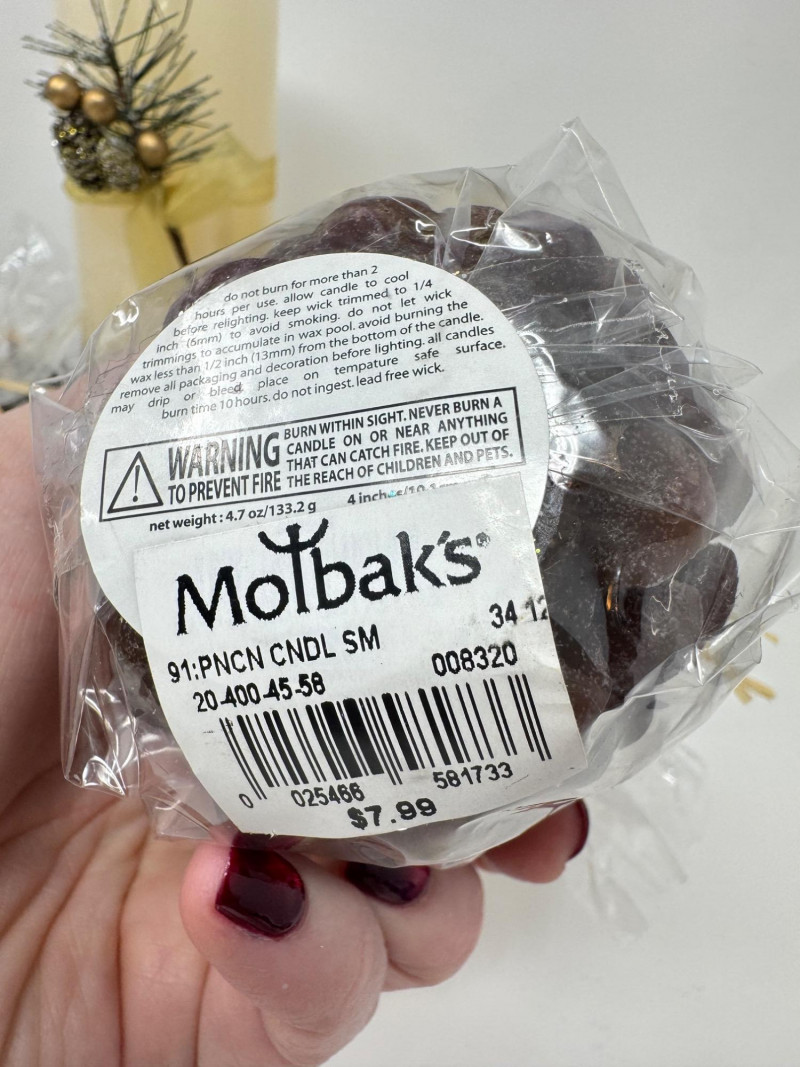 do not burn for more than 2
hours per use. allow candle to cool
before relighting. keep wick trimmed to 1/4
inch (6mm) to avoid smoking. do not let wick
trimmings to accumulate in wax pool. avoid burning the
wax less than 1/2 inch (13mm) from the bottom of the candle.
remove all packaging and decoration before lighting. all candles
may drip or bleed. place on tempature safe surface.
burn time 10 hours. do not ingest. lead free wick.
WARNING
TO PREVENT FIRE
BURN WITHIN SIGHT. NEVER BURN A
CANDLE ON OR NEAR ANYTHING
THAT CAN CATCH FIRE. KEEP OUT OF
THE REACH OF CHILDREN AND PETS.
net weight: 4.7 oz/133.2 g
4 inches/10.1
Molbak's®
34 12
91:PNCN CNDL SM
20-400-45-58 008320
0 025466 581733
$7.99